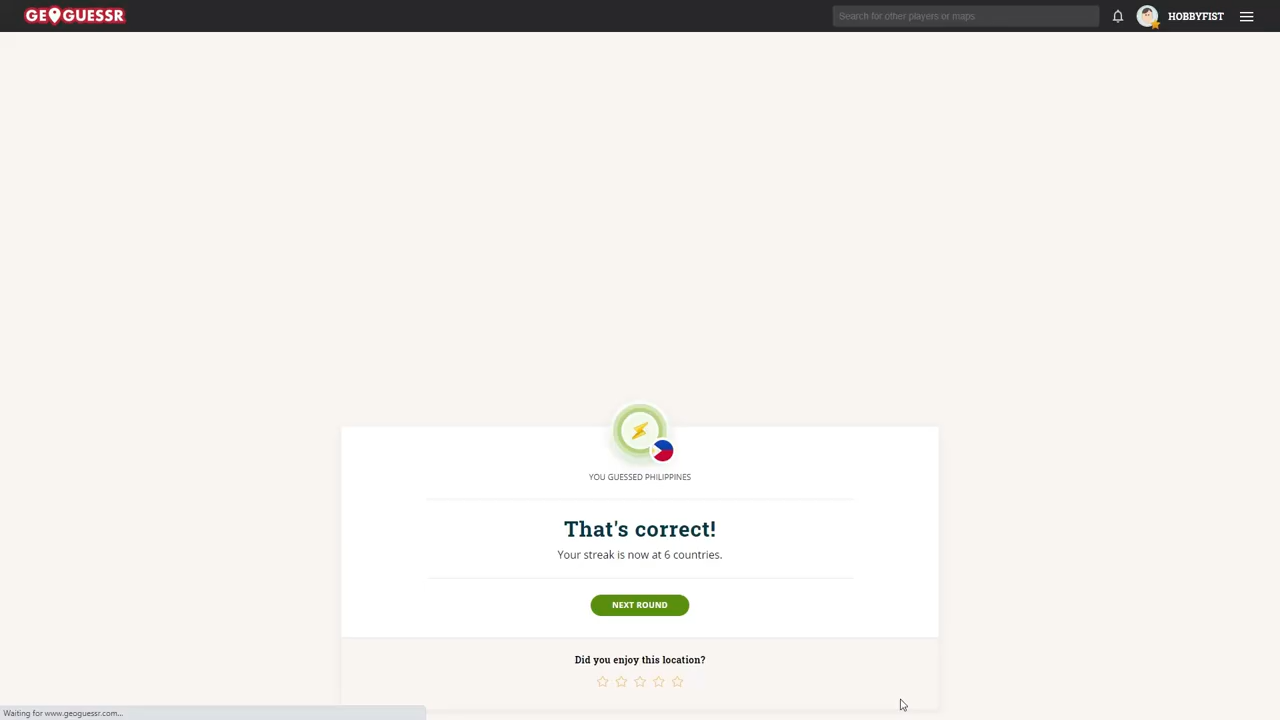 GEOGUESSR
Search for other players or maps
HOBBYFIST
YOU GUESSED PHILIPPINES
That's correct!
Your streak is now at 6 countries.
NEXT ROUND
Did you enjoy this location?
Waiting for www.geoguessr.com...